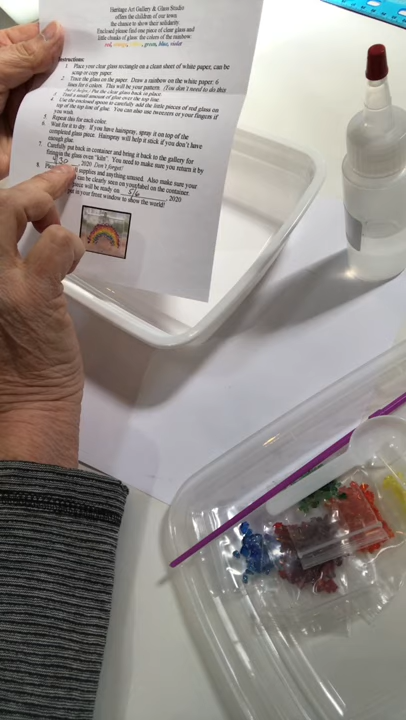 Heritage Art Gallery & Glass Studio
offers the children of our town
the chance to show their solidarity.
Enclosed please find one piece of clear glass and
little chunks of glass: the colors of the rainbow:
red, orange, yellow, green, blue, violet
Instructions:
1. Place your clear glass rectangle on a clean sheet of white paper, can be
scrap or copy paper.
2. Trace the glass on the paper. Draw a rainbow on the white paper: 6
lines for 6 colors. This will be your pattern. (You don't need to do this
Put the clear glass back in place.
3. a small amount of glue over the top line.
4. Use the enclosed spoon to carefully add the little pieces of red glass on
top of the top line of glue. You can also use tweezers or your fingers if
you wish.
5. Repeat this for each color.
6. Wait for it to dry. If you have hairspray, spray it on top of the
completed glass piece. Hairspray will help it stick if you don't have
enough glue.
7. Carefully put back in container and bring it back to the gallery for
firing in the glass oven "kiln". You need to make sure you return it by
4/30 2020 Don't forget!
8. supplies and anything unused. Also make sure your
can be clearly seen on your label on the container.
piece will be ready on 5/6 2020
in your front window to show the world!